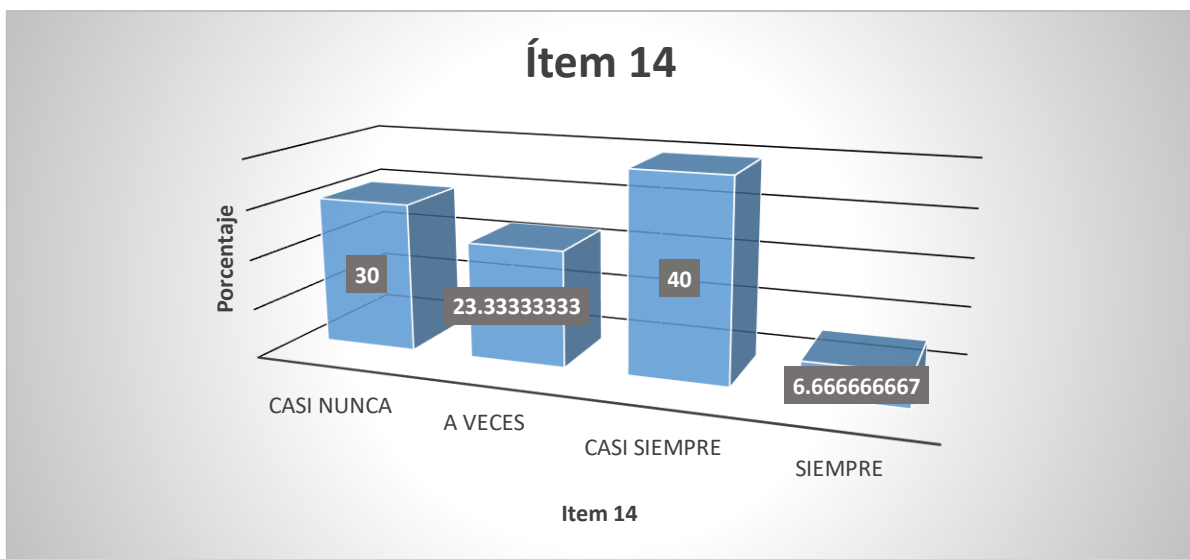 Ítem 14
Porcentaje
30
23.33333333
40
6.666666667
CASI NUNCA
A VECES
CASI SIEMPRE
SIEMPRE
Item 14